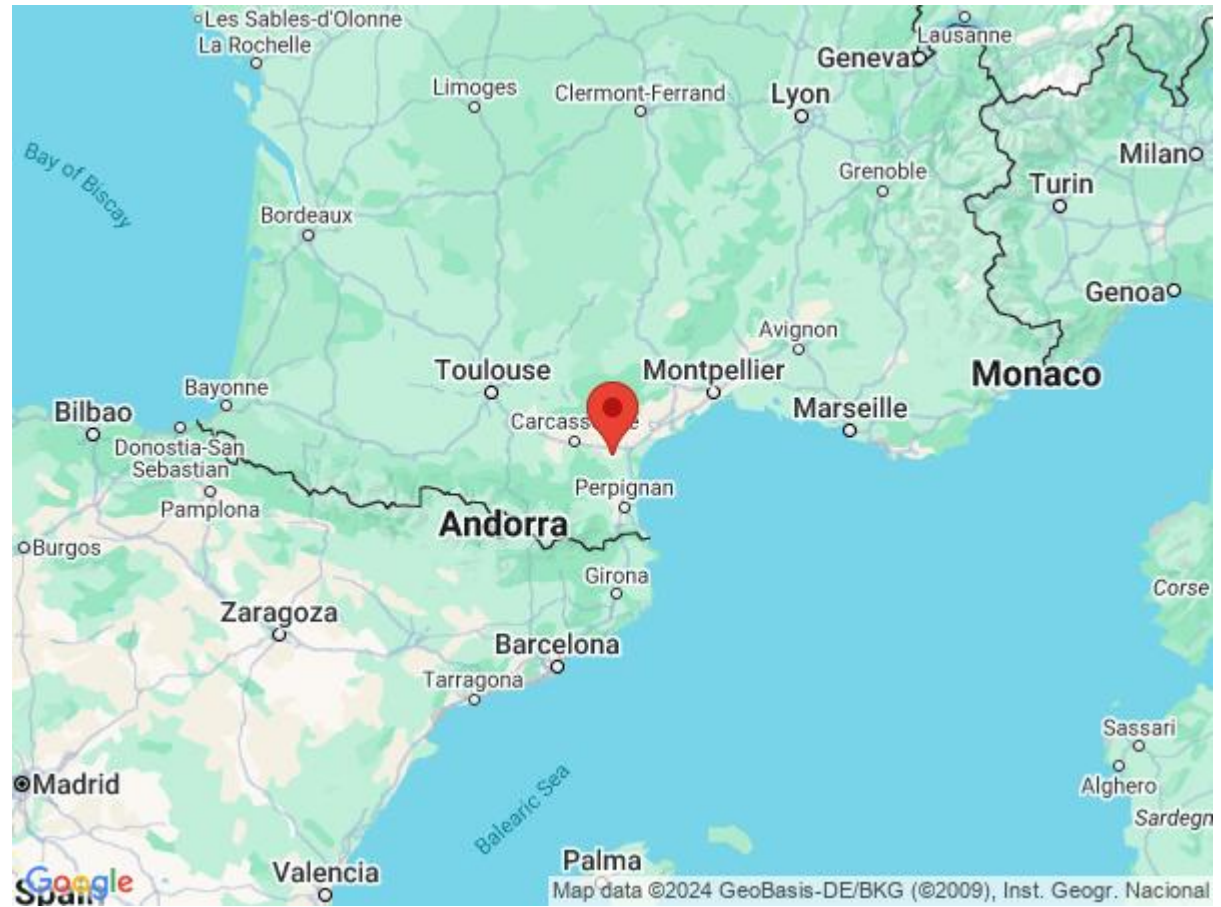 Les Sables-d'Olonne
La Rochelle
Lausanne
Geneva
Limoges
Clermont-Ferrand
Lyon
Milan
Grenoble
Turin
Bay of Biscay
Bordeaux
Genoa
Avignon
Toulouse
Montpellier
Monaco
Bayonne
Bilbao
Marseille
Donostia-San
Sebastian
Perpignan
Pamplona
Andorra
Burgos
Girona
Corse
Zaragoza
Barcelona
Tarragona
Sassari
Madrid
Alghero
Balearic Sea
Palma
Valencia
Google
Map data ©2024 GeoBasis-DE/BKG (©2009), Inst. Geogr. Nacional